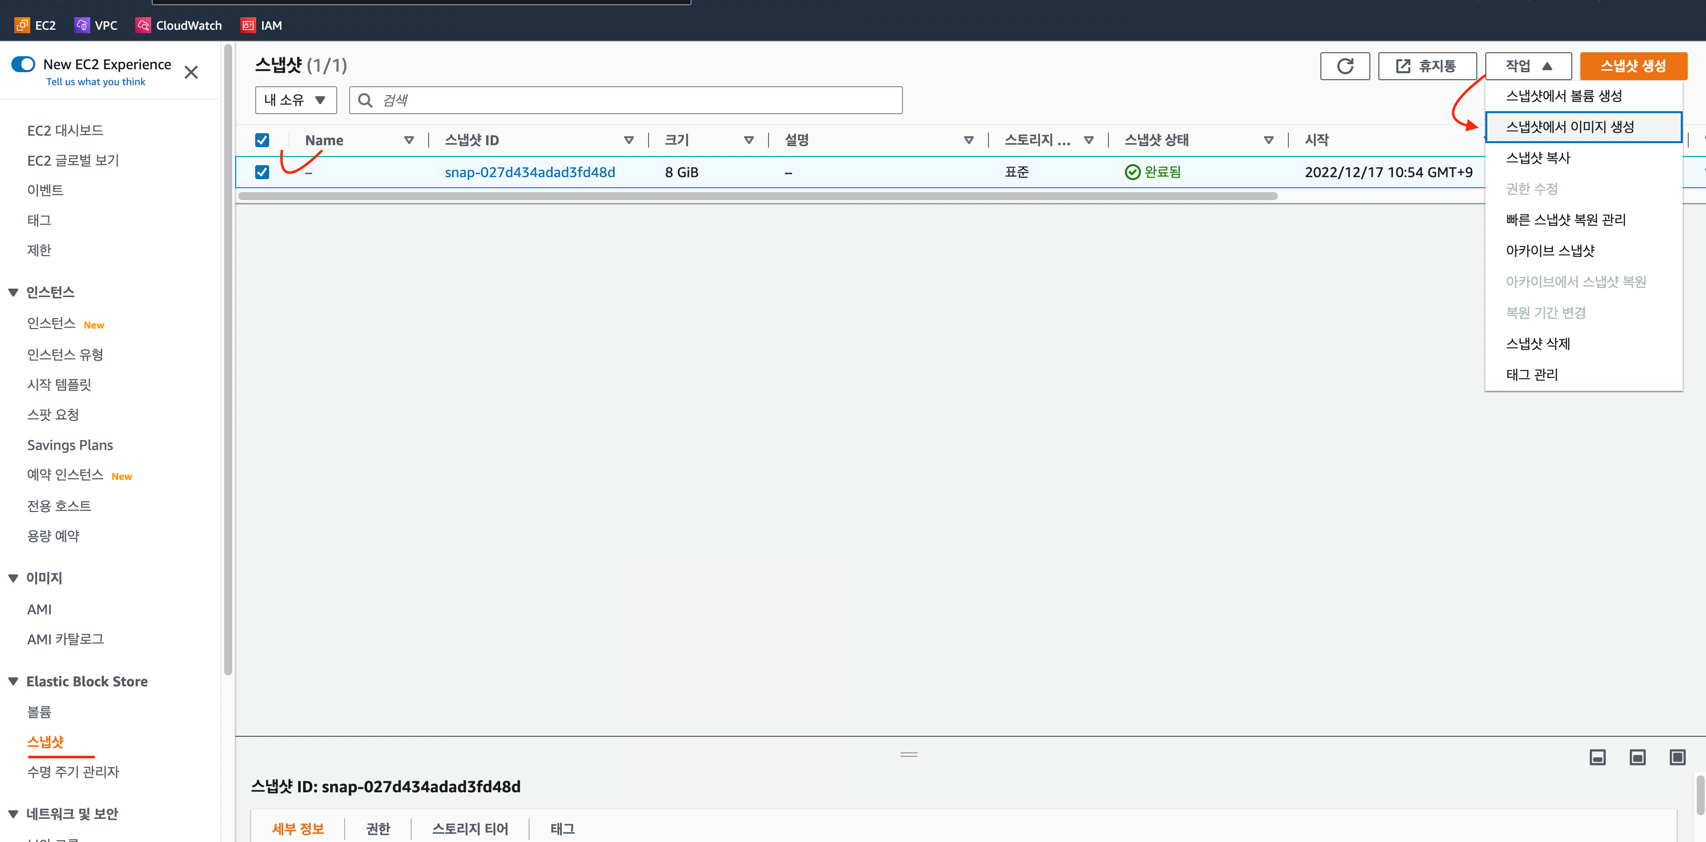 EC2 VPC CloudWatch IAM
New EC2 Experience
Tell us what you think
EC2 대시보드
EC2 글로벌 보기
이벤트
태그
제한
인스턴스
인스턴스 New
인스턴스 유형
시작 템플릿
스팟 요청
Savings Plans
예약 인스턴스 New
전용 호스트
용량 예약
이미지
AMI
AMI 카탈로그
Elastic Block Store
볼륨
스냅샷
수명 주기 관리자
네트워크 및 보안
스냅샷 (1/1)
휴지통 작업 스냅샷 생성
내 소유 검색
Name 스냅샷 ID 크기 설명 스토리지 ... 스냅샷 상태 시작
– snap-027d434adad3fd48d 8 GiB – 표준 완료됨 2022/12/17 10:54 GMT+9
스냅샷에서 볼륨 생성
스냅샷에서 이미지 생성
스냅샷 복사
권한 수정
빠른 스냅샷 복원 관리
아카이브 스냅샷
아카이브에서 스냅샷 복원
복원 기간 변경
스냅샷 삭제
태그 관리
스냅샷 ID: snap-027d434adad3fd48d
세부 정보 권한 스토리지 티어 태그